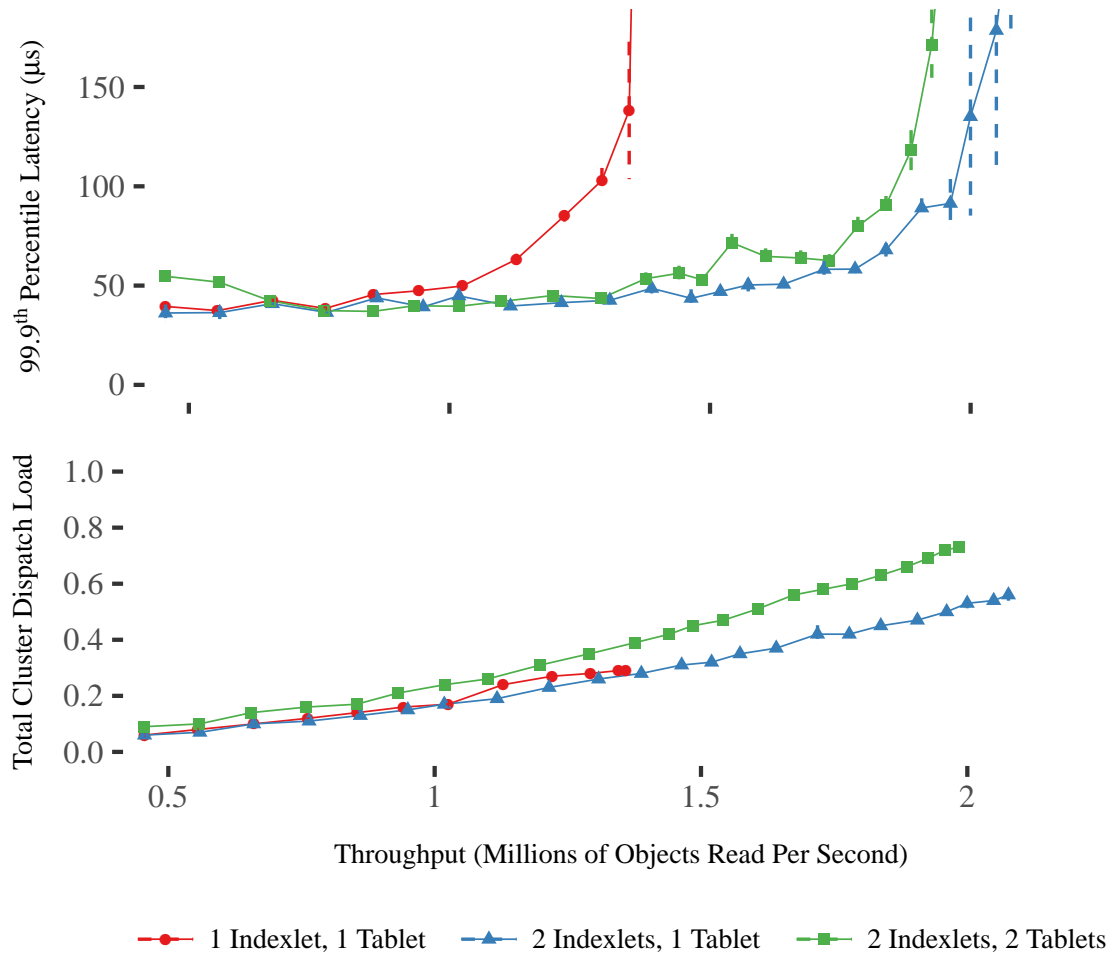 99.9th Percentile Latency (μs)
150
100
50
0
Total Cluster Dispatch Load
1.0
0.8
0.6
0.4
0.2
0.0
0.5 1 1.5 2
Throughput (Millions of Objects Read Per Second)
1 Indexlet, 1 Tablet 2 Indexlets, 1 Tablet 2 Indexlets, 2 Tablets